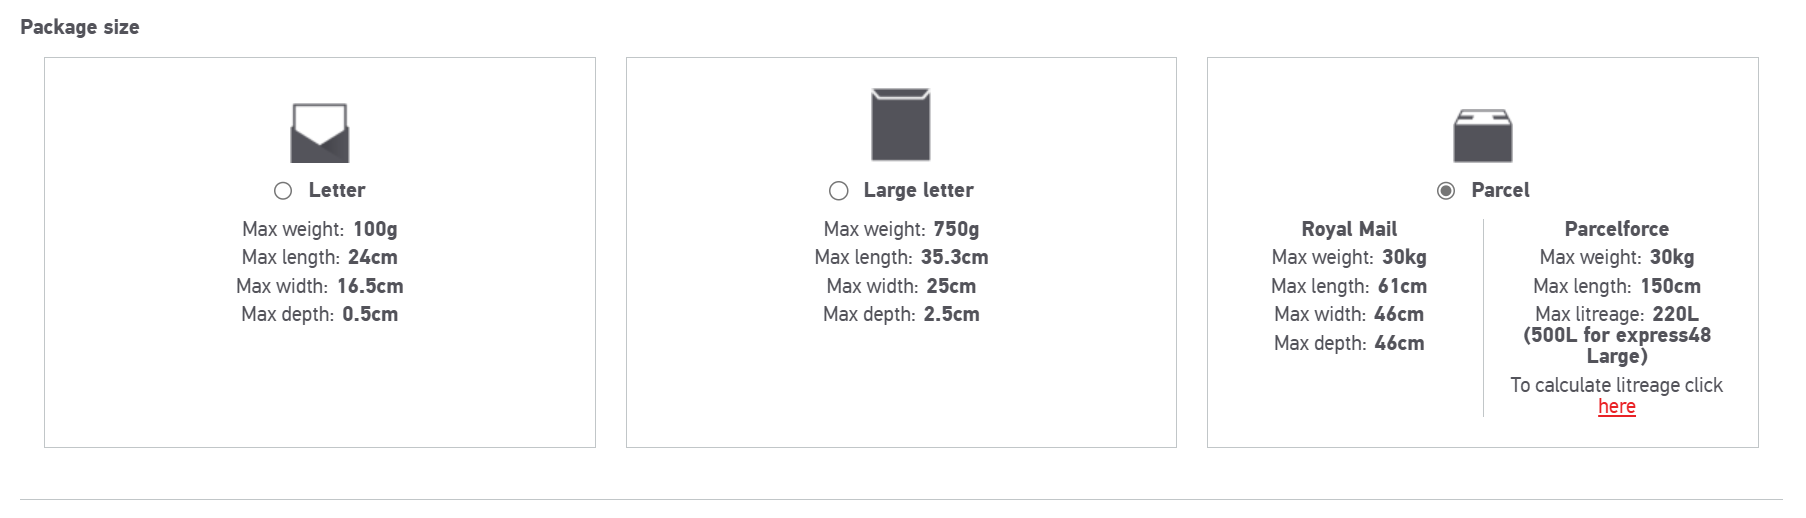 Package size
Letter
Max weight: 100g
Max length: 24cm
Max width: 16.5cm
Max depth: 0.5cm
Large letter
Max weight: 750g
Max length: 35.3cm
Max width: 25cm
Max depth: 2.5cm
Parcel
Royal Mail
Max weight: 30kg
Max length: 61cm
Max width: 46cm
Max depth: 46cm
Parcelforce
Max weight: 30kg
Max length: 150cm
Max litreage: 220L
(500L for express48
Large)
To calculate litreage click
here